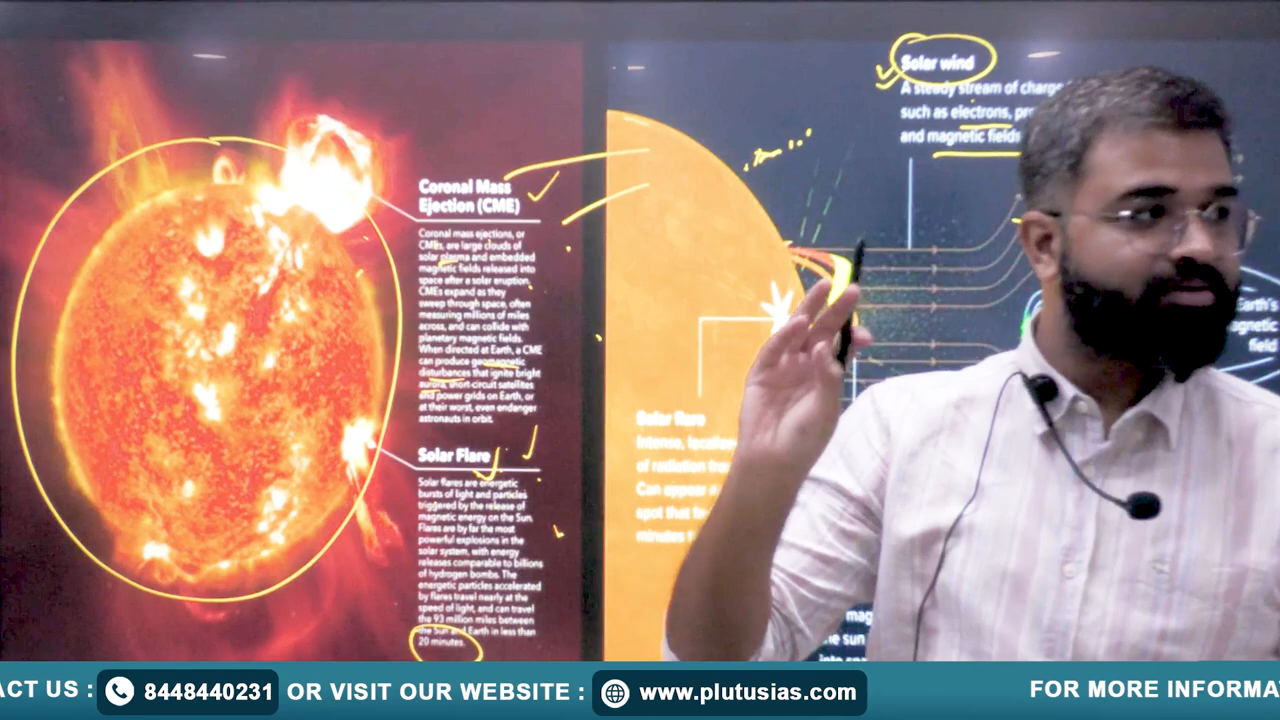 Coronal Mass
Ejection (CME)
Coronal mass ejections, or
CMEs, are large clouds of
solar plasma and embedded
magnetic fields released into
space after a solar eruption.
CMEs expand as they
sweep through space, often
measuring millions of miles
across, and can collide with
planetary magnetic fields.
When directed at Earth, a CME
can produce geomagnetic
disturbances that ignite bright
aurora, short-circuit satellites
and power grids on Earth, or
at their worst, even endanger
astronauts in orbit.
Solar Flare
Solar flares are energetic
bursts of light and particles
triggered by the release of
magnetic energy on the Sun.
Flares are by far the most
powerful explosions in the
solar system, with energy
releases comparable to billions
of hydrogen bombs. The
energetic particles accelerated
by flares travel nearly at the
speed of light, and can travel
the 93 million miles between
the Sun and Earth in less than
20 minutes.
Solar wind
A steady stream of charge
such as electrons, pro
and magnetic fields
Solar flare
Intense, localize
of radiation fro
Can appear a
spot that
minutes
Earth's
agnetic
field
mag
he sun
into spa
ACT US : 8448440231 OR VISIT OUR WEBSITE : www.plutusias.com FOR MORE INFORMA